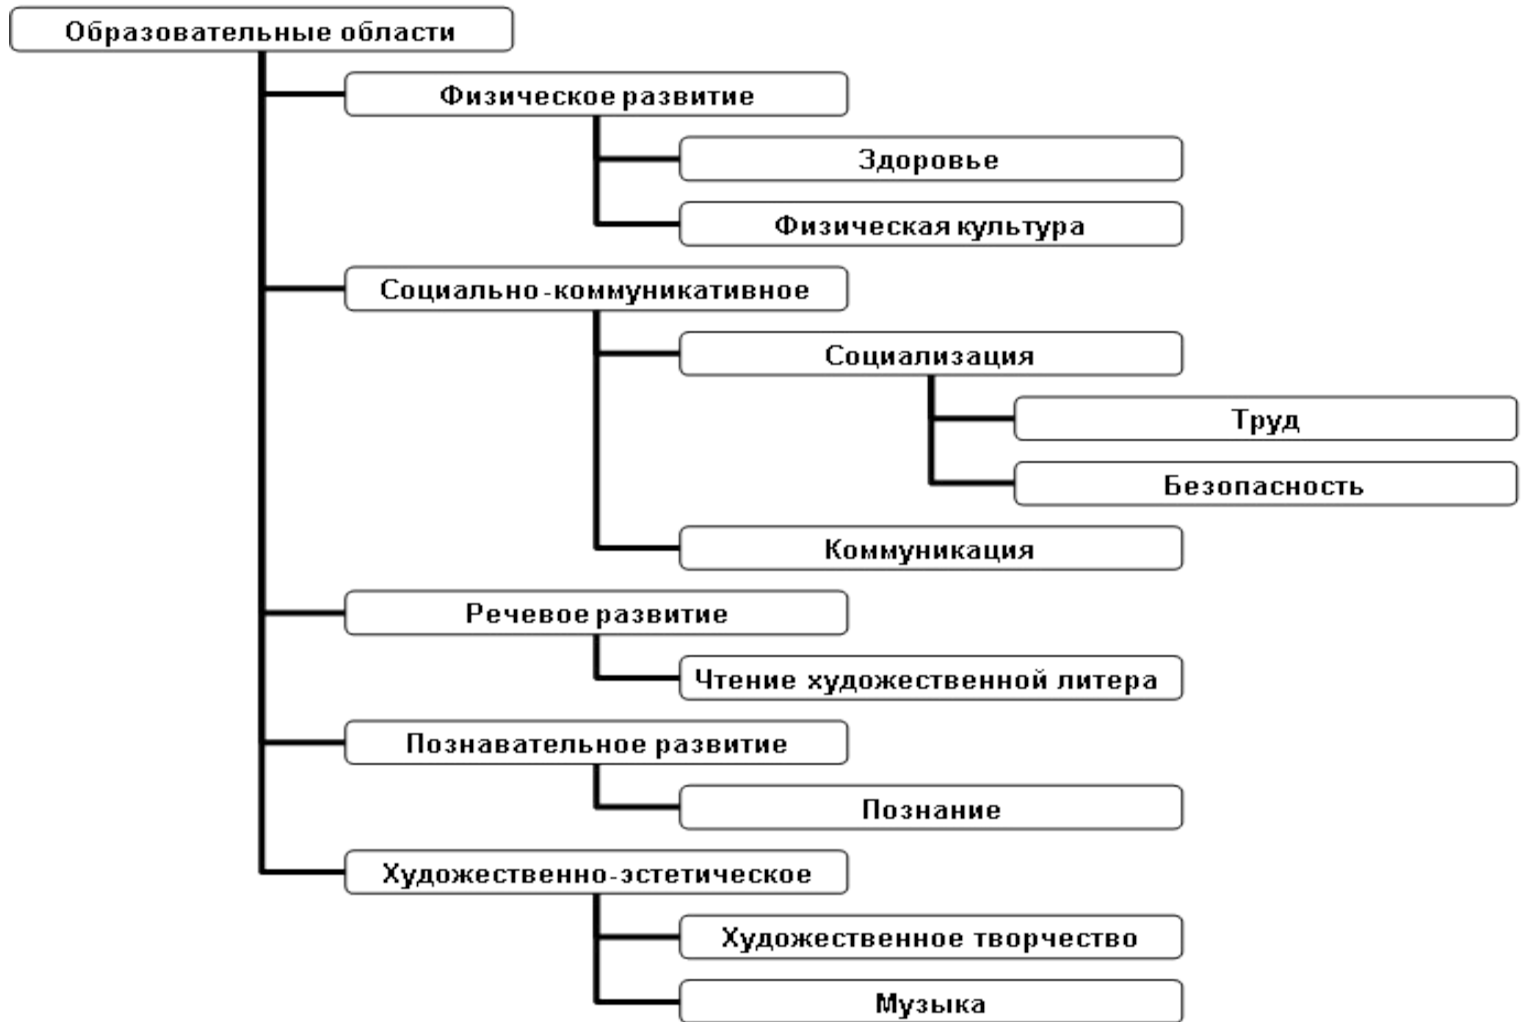 Образовательные области
Физическое развитие
Здоровье
Физическая культура
Социально-коммуникативное
Социализация
Труд
Безопасность
Коммуникация
Речевое развитие
Чтение художественной литера
Познавательное развитие
Познание
Художественно-эстетическое
Художественное творчество
Музыка